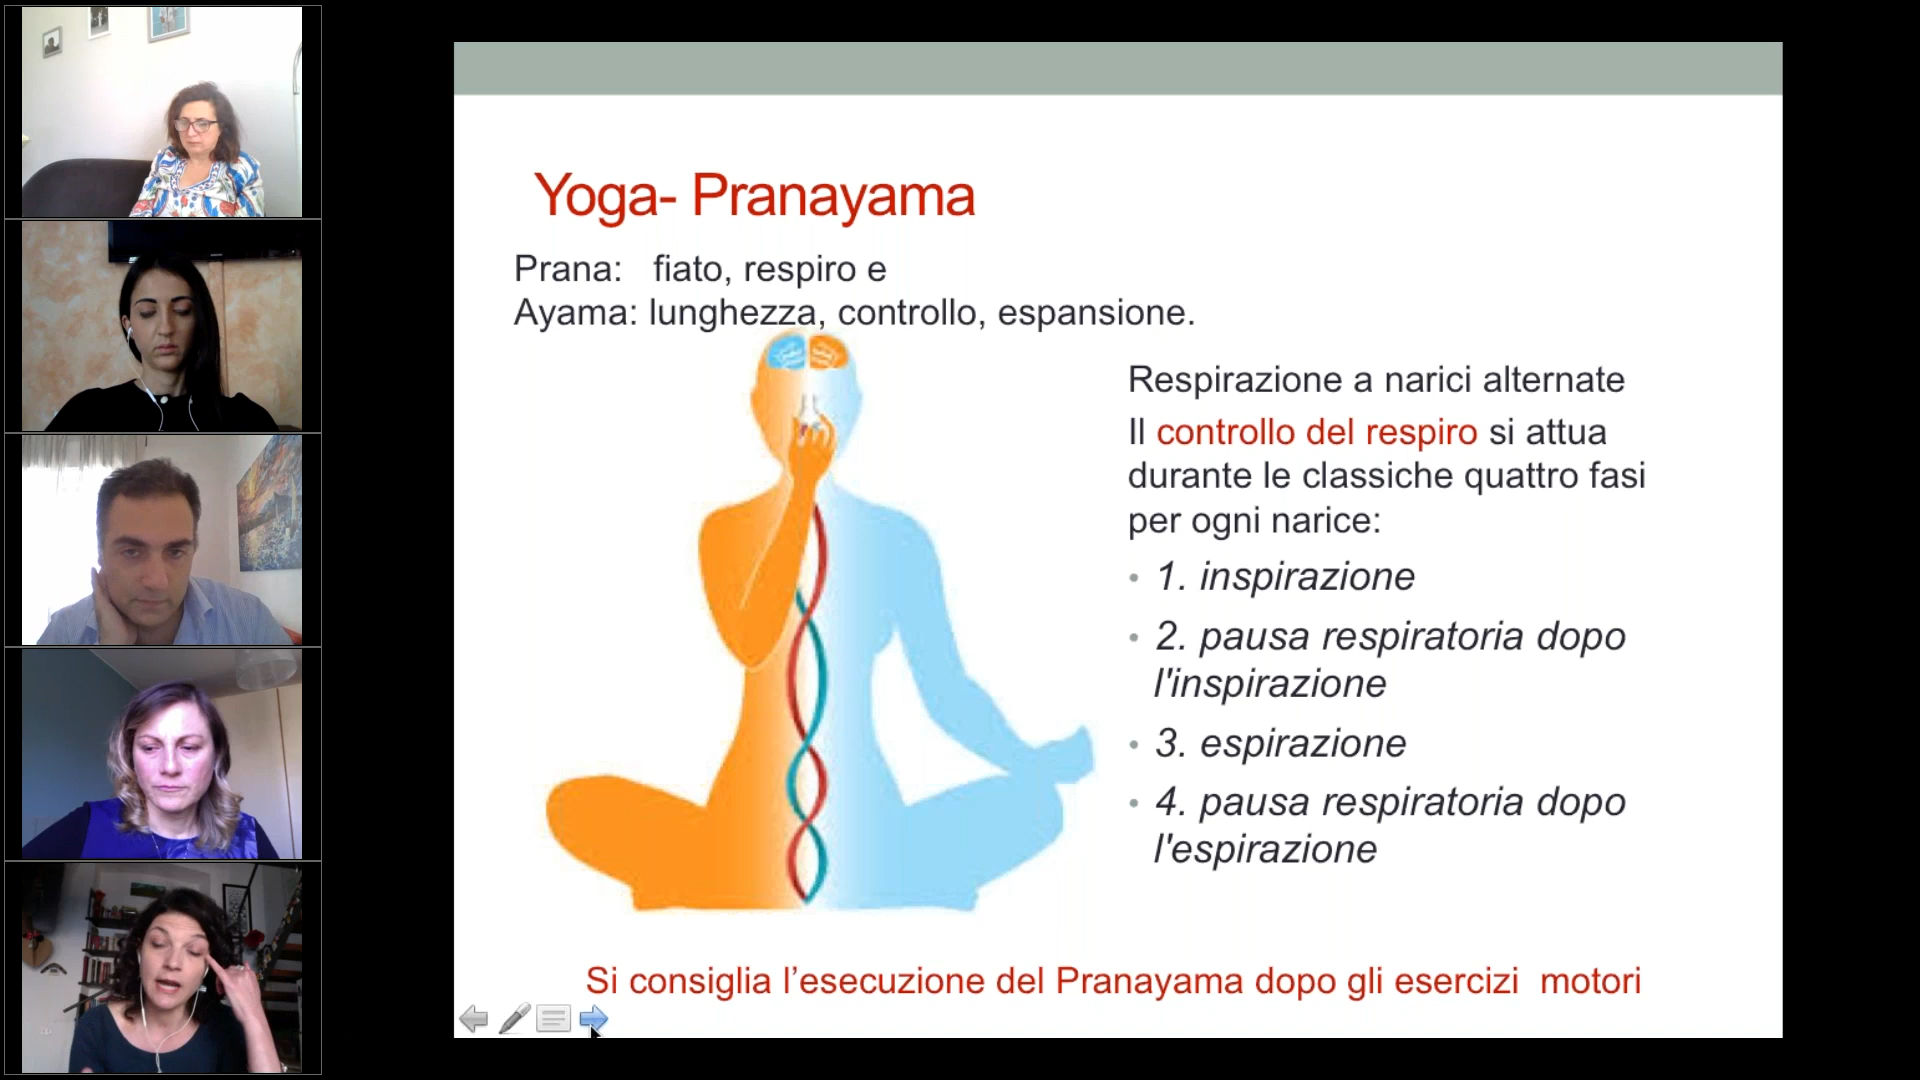 Yoga- Pranayama
Prana: fiato, respiro e
Ayama: lunghezza, controllo, espansione.
Respirazione a narici alternate
Il controllo del respiro si attua
durante le classiche quattro fasi
per ogni narice:
• 1. inspirazione
• 2. pausa respiratoria dopo
l'inspirazione
• 3. espirazione
• 4. pausa respiratoria dopo
l'espirazione
Si consiglia l’esecuzione del Pranayama dopo gli esercizi motori